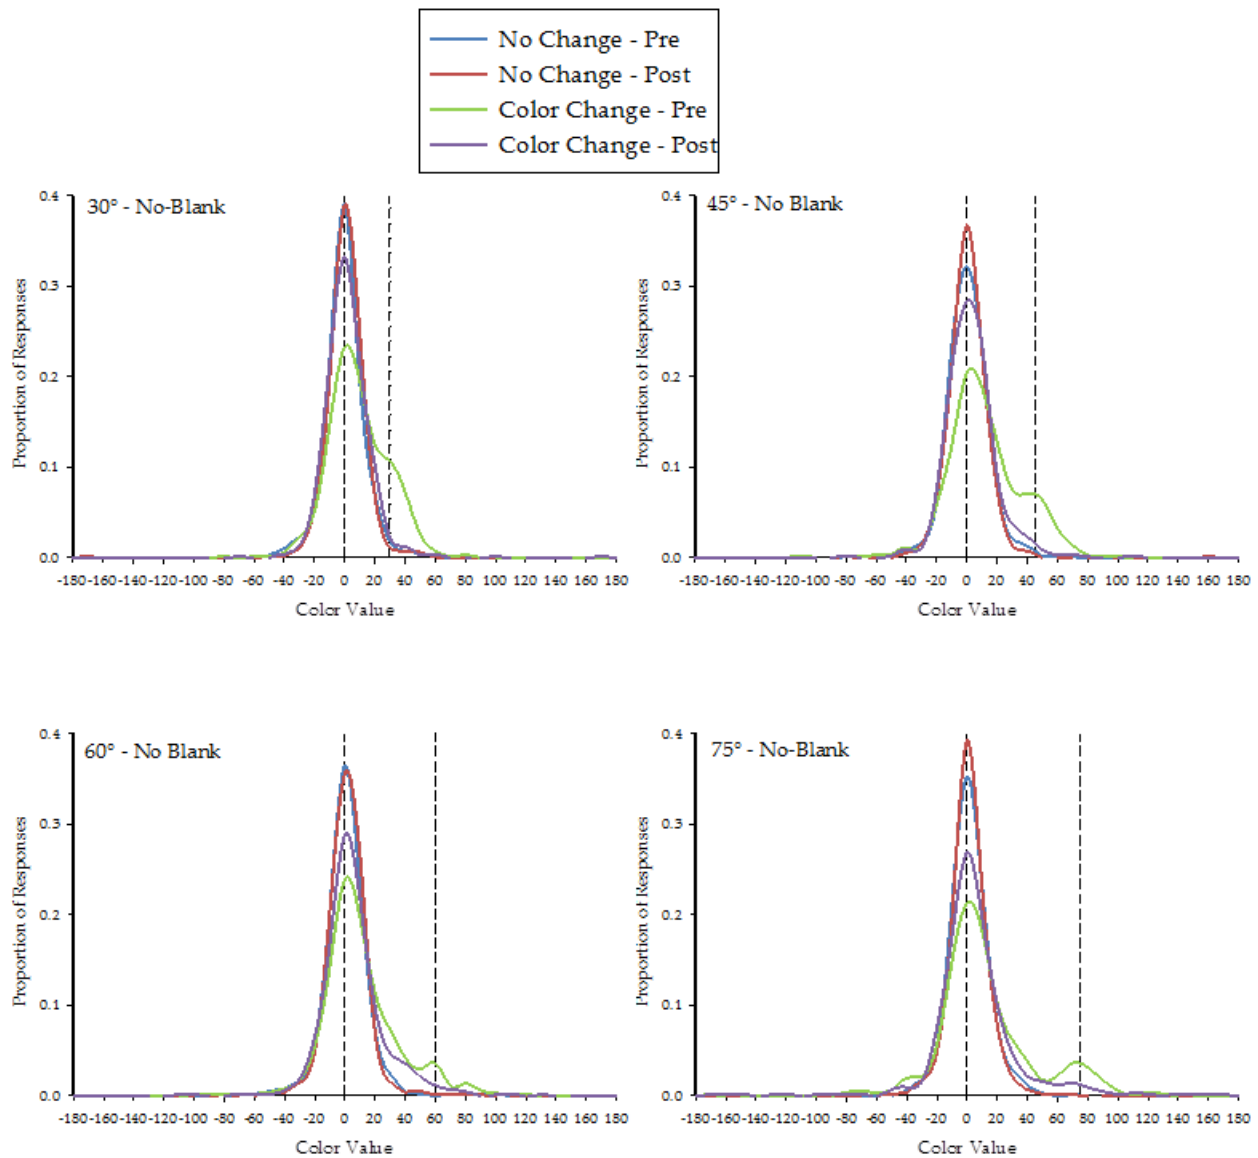 No Change - Pre
No Change - Post
Color Change - Pre
Color Change - Post
30° - No-Blank
Proportion of Responses
0.4
0.3
0.2
0.1
0.0
-180-160-140-120-100 -80 -60 -40 -20 0 20 40 60 80 100 120 140 160 180
Color Value
45° - No Blank
Proportion of Responses
0.4
0.3
0.2
0.1
0.0
-180-160-140-120-100 -80 -60 -40 -20 0 20 40 60 80 100 120 140 160 180
Color Value
60° - No Blank
Proportion of Responses
0.4
0.3
0.2
0.1
0.0
-180-160-140-120-100 -80 -60 -40 -20 0 20 40 60 80 100 120 140 160 180
Color Value
75° - No-Blank
Proportion of Responses
0.4
0.3
0.2
0.1
0.0
-180-160-140-120-100 -80 -60 -40 -20 0 20 40 60 80 100 120 140 160 180
Color Value